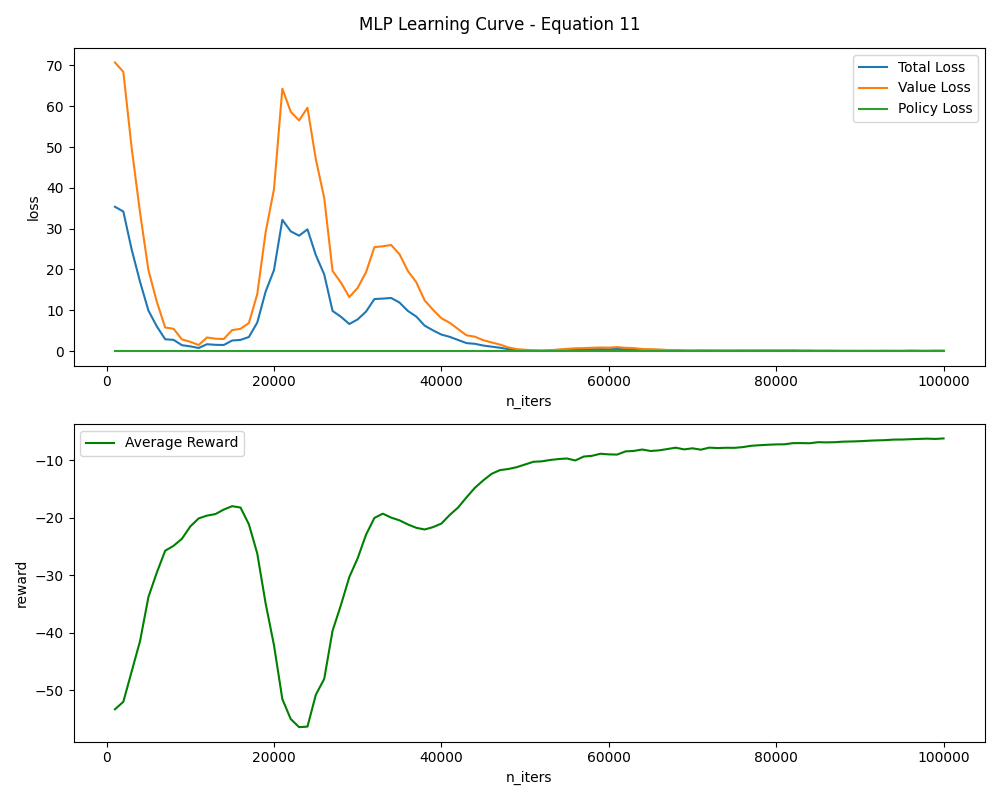 MLP Learning Curve - Equation 11
70
60
50
40
30
20
10
0
loss
Total Loss
Value Loss
Policy Loss
0 20000 40000 60000 80000 100000
n_iters
−10
−20
−30
−40
−50
reward
Average Reward
0 20000 40000 60000 80000 100000
n_iters